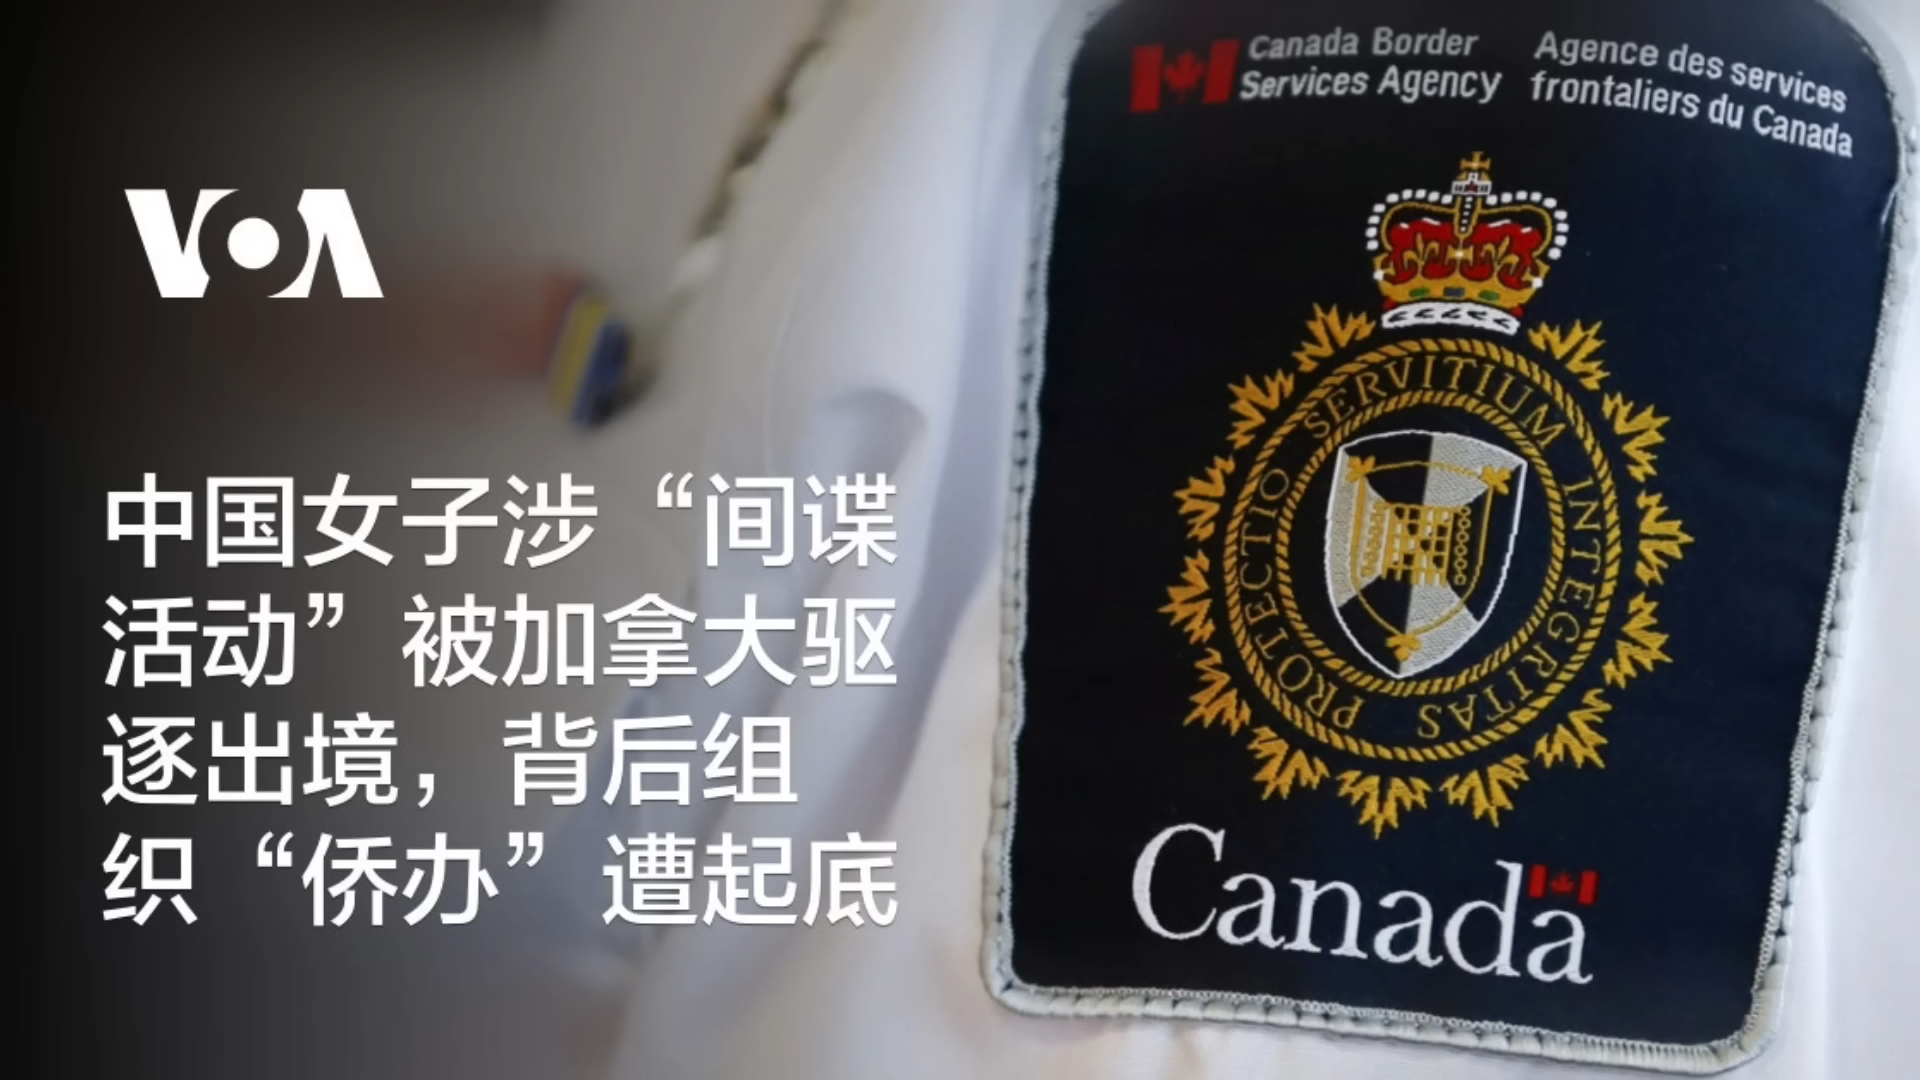 VOA
中国女子涉“间谍
活动”被加拿大驱
逐出境，背后组
织“侨办”遭起底
Canada Border
Services Agency
Agence des services
frontaliers du Canada
PROTECTIO SERVITIUM INTEGRITAS
Canada